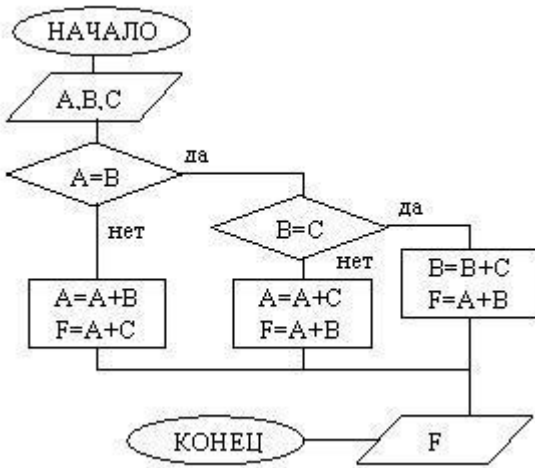 НАЧАЛО
A,B,C
A=B
да
нет
B=C
да
нет
A=A+B
F=A+C
A=A+C
F=A+B
B=B+C
F=A+B
F
КОНЕЦ